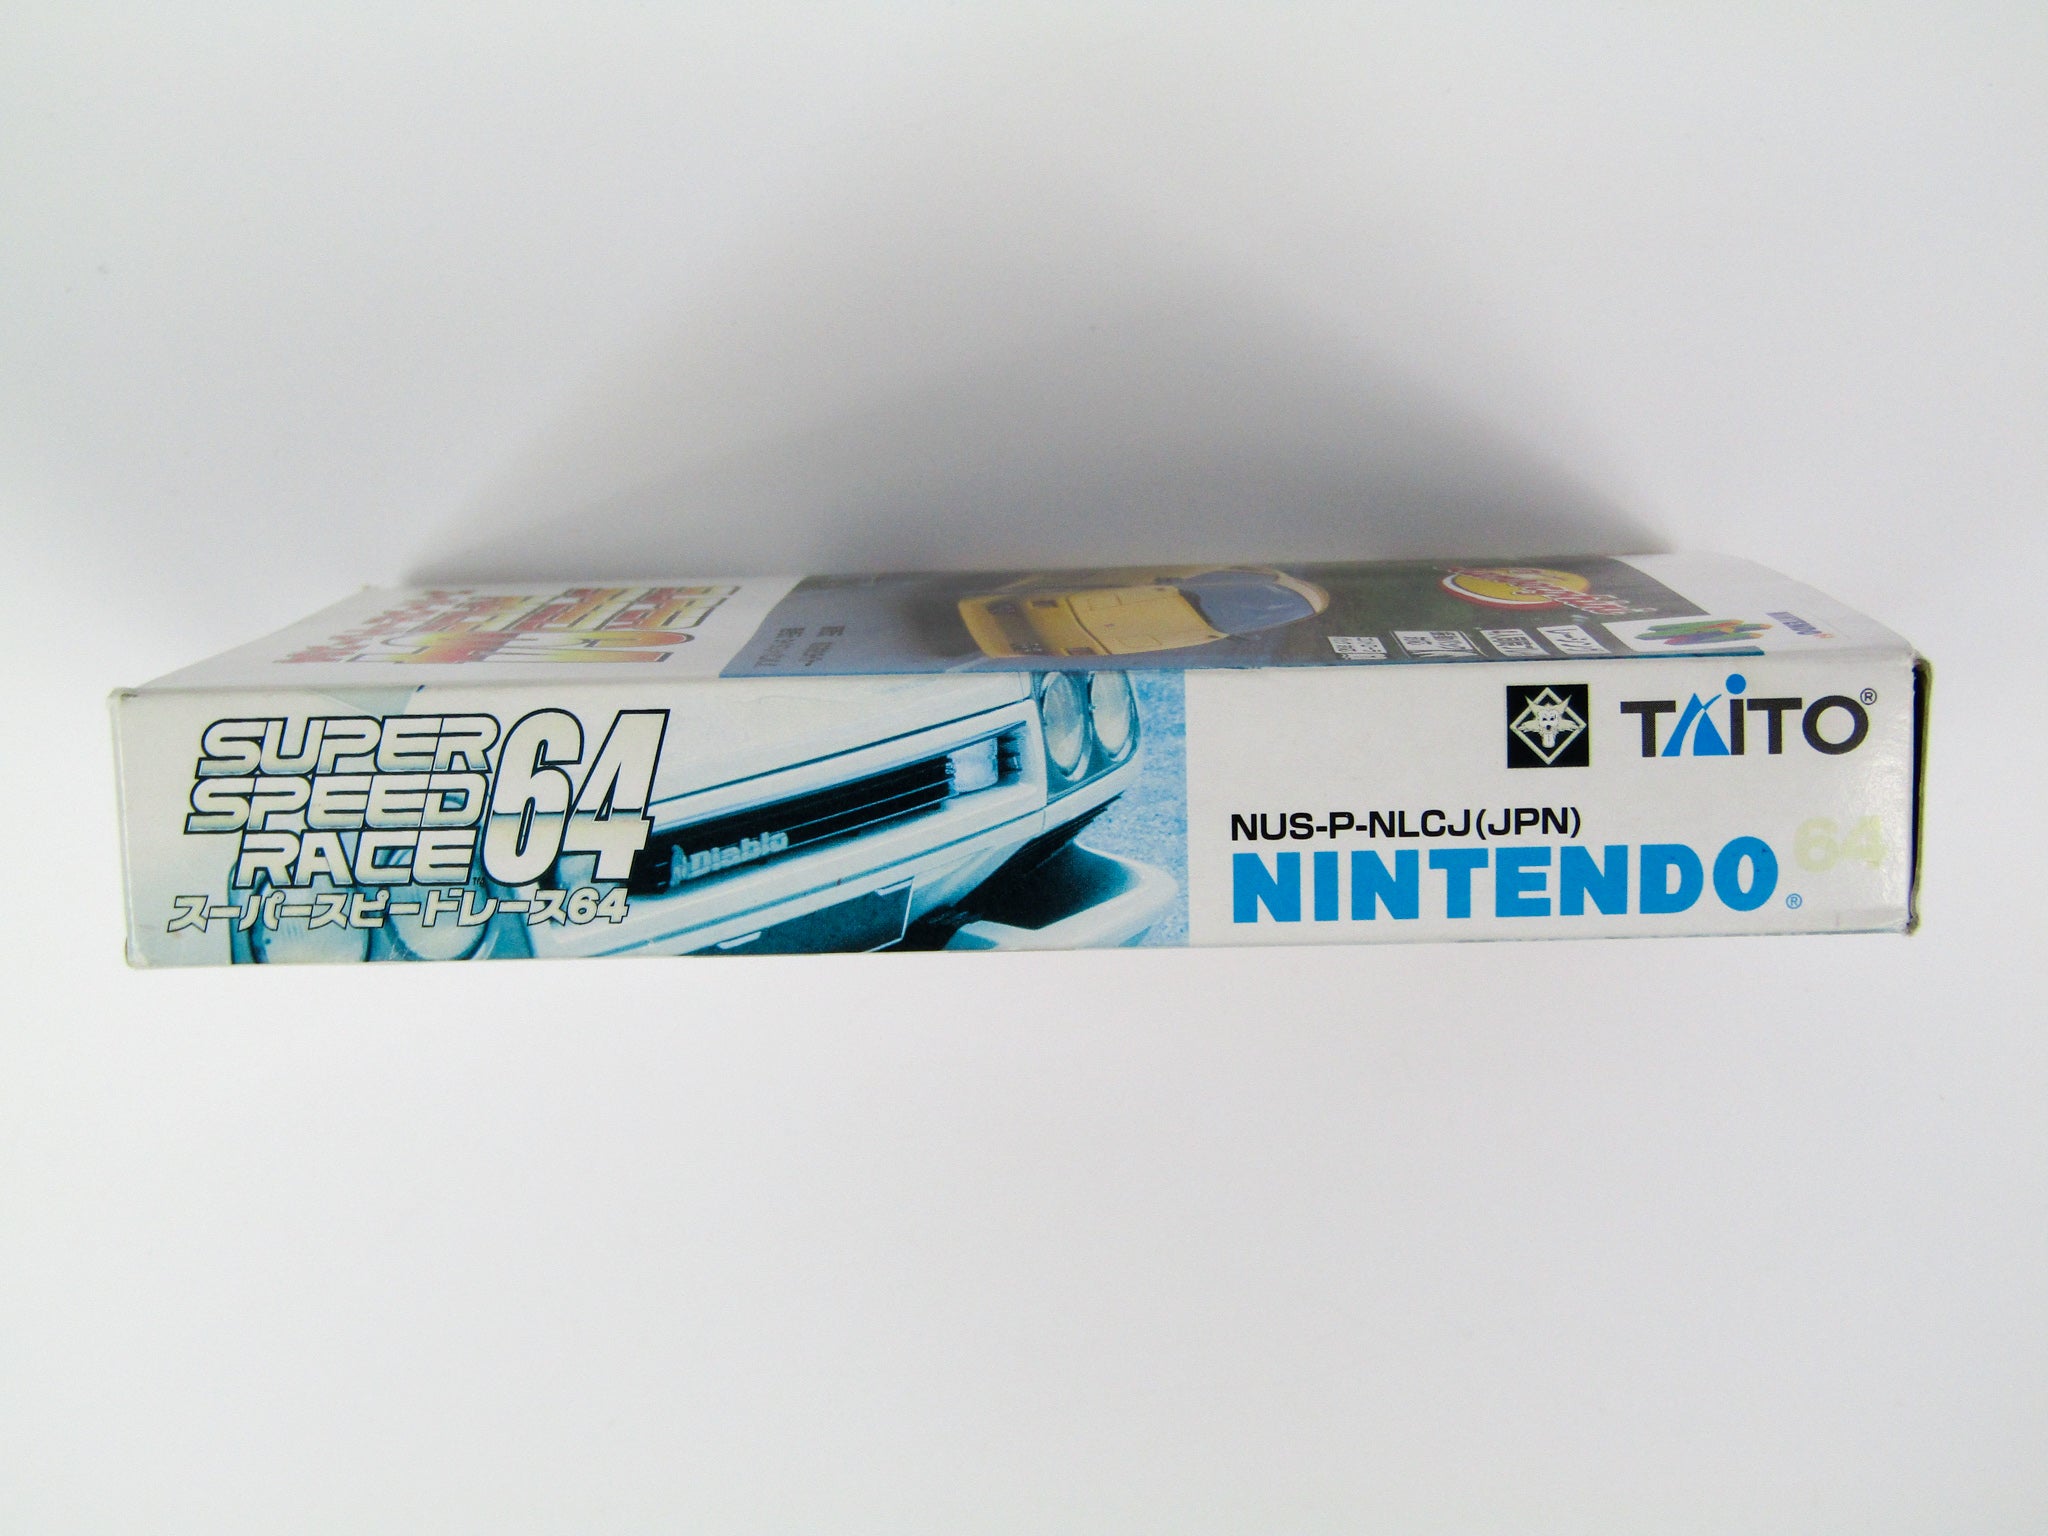 SUPER
SPEED
RACE 64
TM
スーパースピードレース64
Diablo
TAITO®
NUS-P-NLCJ(JPN)
NINTENDO 64
®